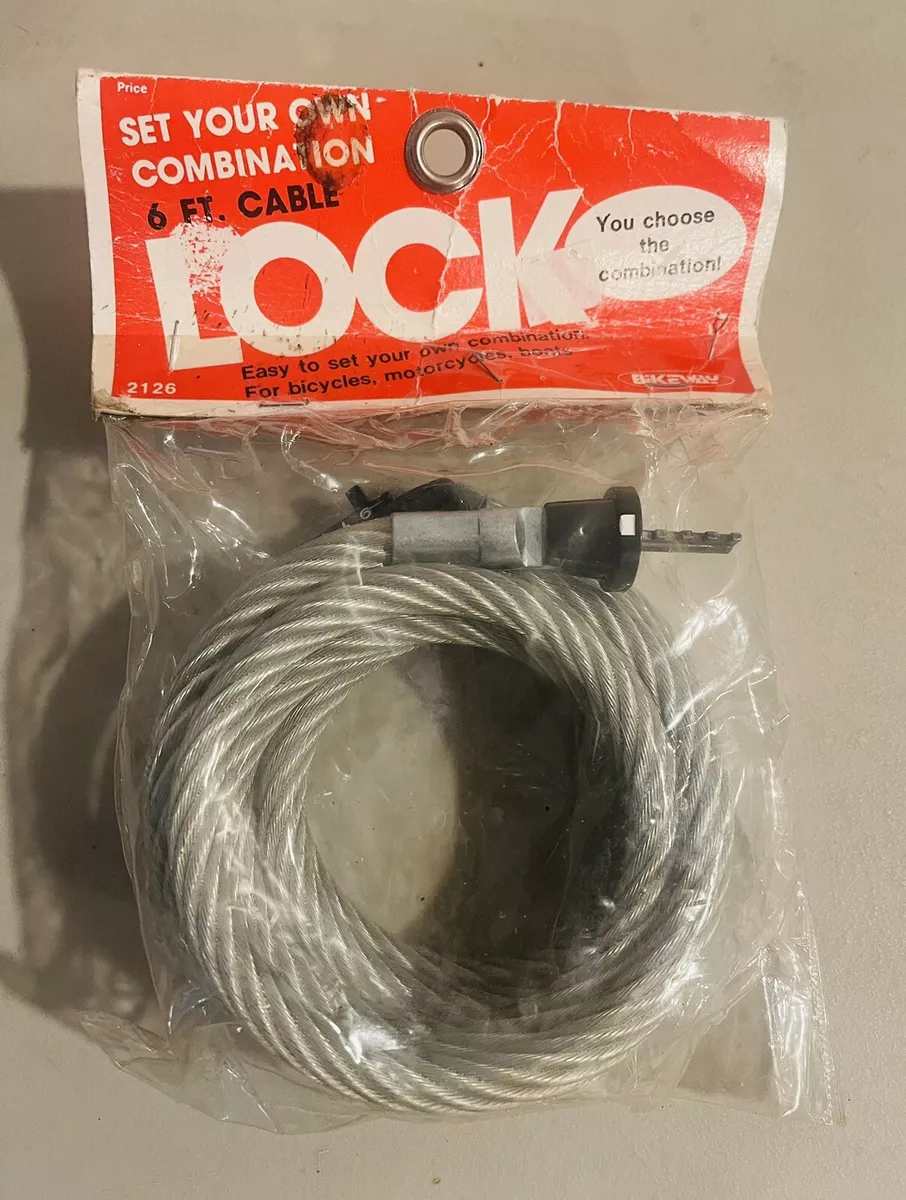 Price
SET YOUR OWN
COMBINATION
6 FT. CABLE
LOCK
You choose
the
combination!
Easy to set your own combination.
For bicycles, motorcycles, boats
2126
BIKEWAY
6